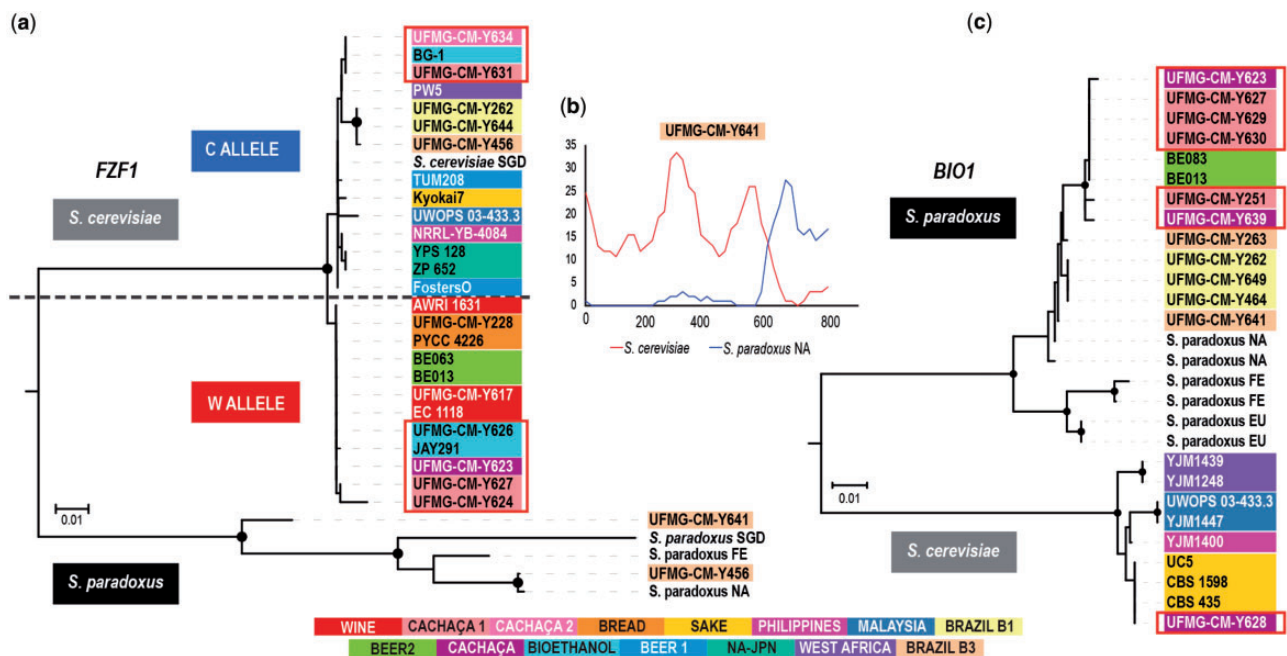 (a)
FZF1
S. cerevisiae
C ALLELE
W ALLELE
0.01
S. paradoxus
UFMG-CM-Y634
BG-1
UFMG-CM-Y631
PW5
UFMG-CM-Y262
UFMG-CM-Y644
UFMG-CM-Y456
S. cerevisiae SGD
TUM208
Kyokai7
UWOPS 03-433.3
NRRL-YB-4084
YPS 128
ZP 652
FostersO
AWRI 1631
UFMG-CM-Y228
PYCC 4226
BE063
BE013
UFMG-CM-Y617
EC 1118
UFMG-CM-Y626
JAY291
UFMG-CM-Y623
UFMG-CM-Y627
UFMG-CM-Y624
UFMG-CM-Y641
S. paradoxus SGD
S. paradoxus FE
UFMG-CM-Y456
S. paradoxus NA
(b)
UFMG-CM-Y641
35
30
25
20
15
10
5
0
0 200 400 600 800
S. cerevisiae S. paradoxus NA
(c)
BIO1
S. paradoxus
0.01
S. cerevisiae
UFMG-CM-Y623
UFMG-CM-Y627
UFMG-CM-Y629
UFMG-CM-Y630
BE083
BE013
UFMG-CM-Y251
UFMG-CM-Y639
UFMG-CM-Y263
UFMG-CM-Y262
UFMG-CM-Y649
UFMG-CM-Y464
UFMG-CM-Y641
S. paradoxus NA
S. paradoxus NA
S. paradoxus FE
S. paradoxus FE
S. paradoxus EU
S. paradoxus EU
YJM1439
YJM1248
UWOPS 03-433.3
YJM1447
YJM1400
UC5
CBS 1598
CBS 435
UFMG-CM-Y628
WINE CACHAÇA 1 CACHAÇA 2 BREAD SAKE PHILIPPINES MALAYSIA BRAZIL B1
BEER2 CACHAÇA BIOETHANOL BEER 1 NA-JPN WEST AFRICA BRAZIL B3